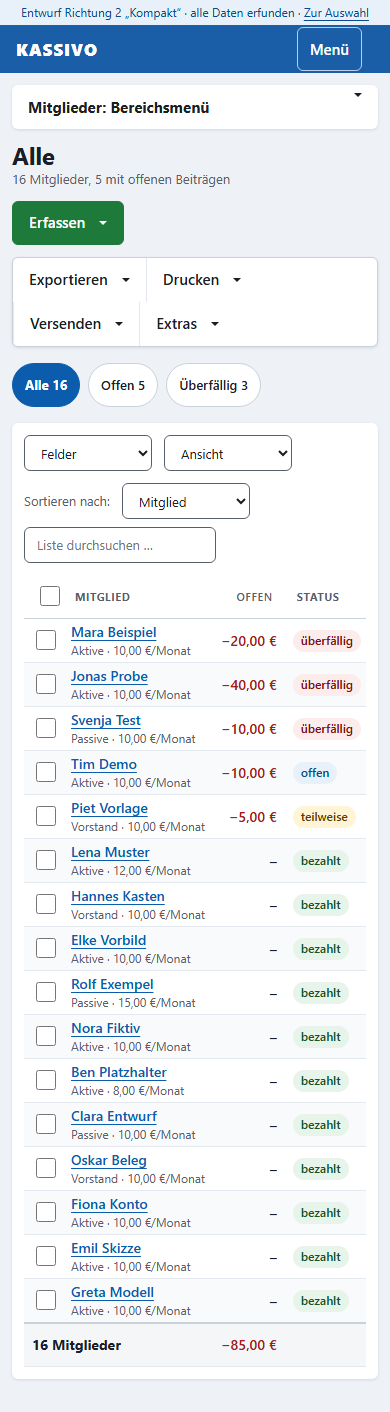 Entwurf Richtung 2 „Kompakt“ · alle Daten erfunden · Zur Auswahl
KASSIVO
Menü
Mitglieder: Bereichsmenü
Alle
16 Mitglieder, 5 mit offenen Beiträgen
Erfassen
Exportieren Drucken
Versenden Extras
Alle 16 Offen 5 Überfällig 3
Felder Ansicht
Sortieren nach: Mitglied
Liste durchsuchen ...
MITGLIED OFFEN STATUS
Mara Beispiel −20,00 € überfällig
Aktive · 10,00 €/Monat
Jonas Probe −40,00 € überfällig
Aktive · 10,00 €/Monat
Svenja Test −10,00 € überfällig
Passive · 10,00 €/Monat
Tim Demo −10,00 € offen
Aktive · 10,00 €/Monat
Piet Vorlage −5,00 € teilweise
Vorstand · 10,00 €/Monat
Lena Muster – bezahlt
Aktive · 12,00 €/Monat
Hannes Kasten – bezahlt
Vorstand · 10,00 €/Monat
Elke Vorbild – bezahlt
Aktive · 10,00 €/Monat
Rolf Exempel – bezahlt
Passive · 15,00 €/Monat
Nora Fiktiv – bezahlt
Aktive · 10,00 €/Monat
Ben Platzhalter – bezahlt
Aktive · 8,00 €/Monat
Clara Entwurf – bezahlt
Passive · 10,00 €/Monat
Oskar Beleg – bezahlt
Vorstand · 10,00 €/Monat
Fiona Konto – bezahlt
Aktive · 10,00 €/Monat
Emil Skizze – bezahlt
Aktive · 10,00 €/Monat
Greta Modell – bezahlt
Aktive · 10,00 €/Monat
16 Mitglieder −85,00 €